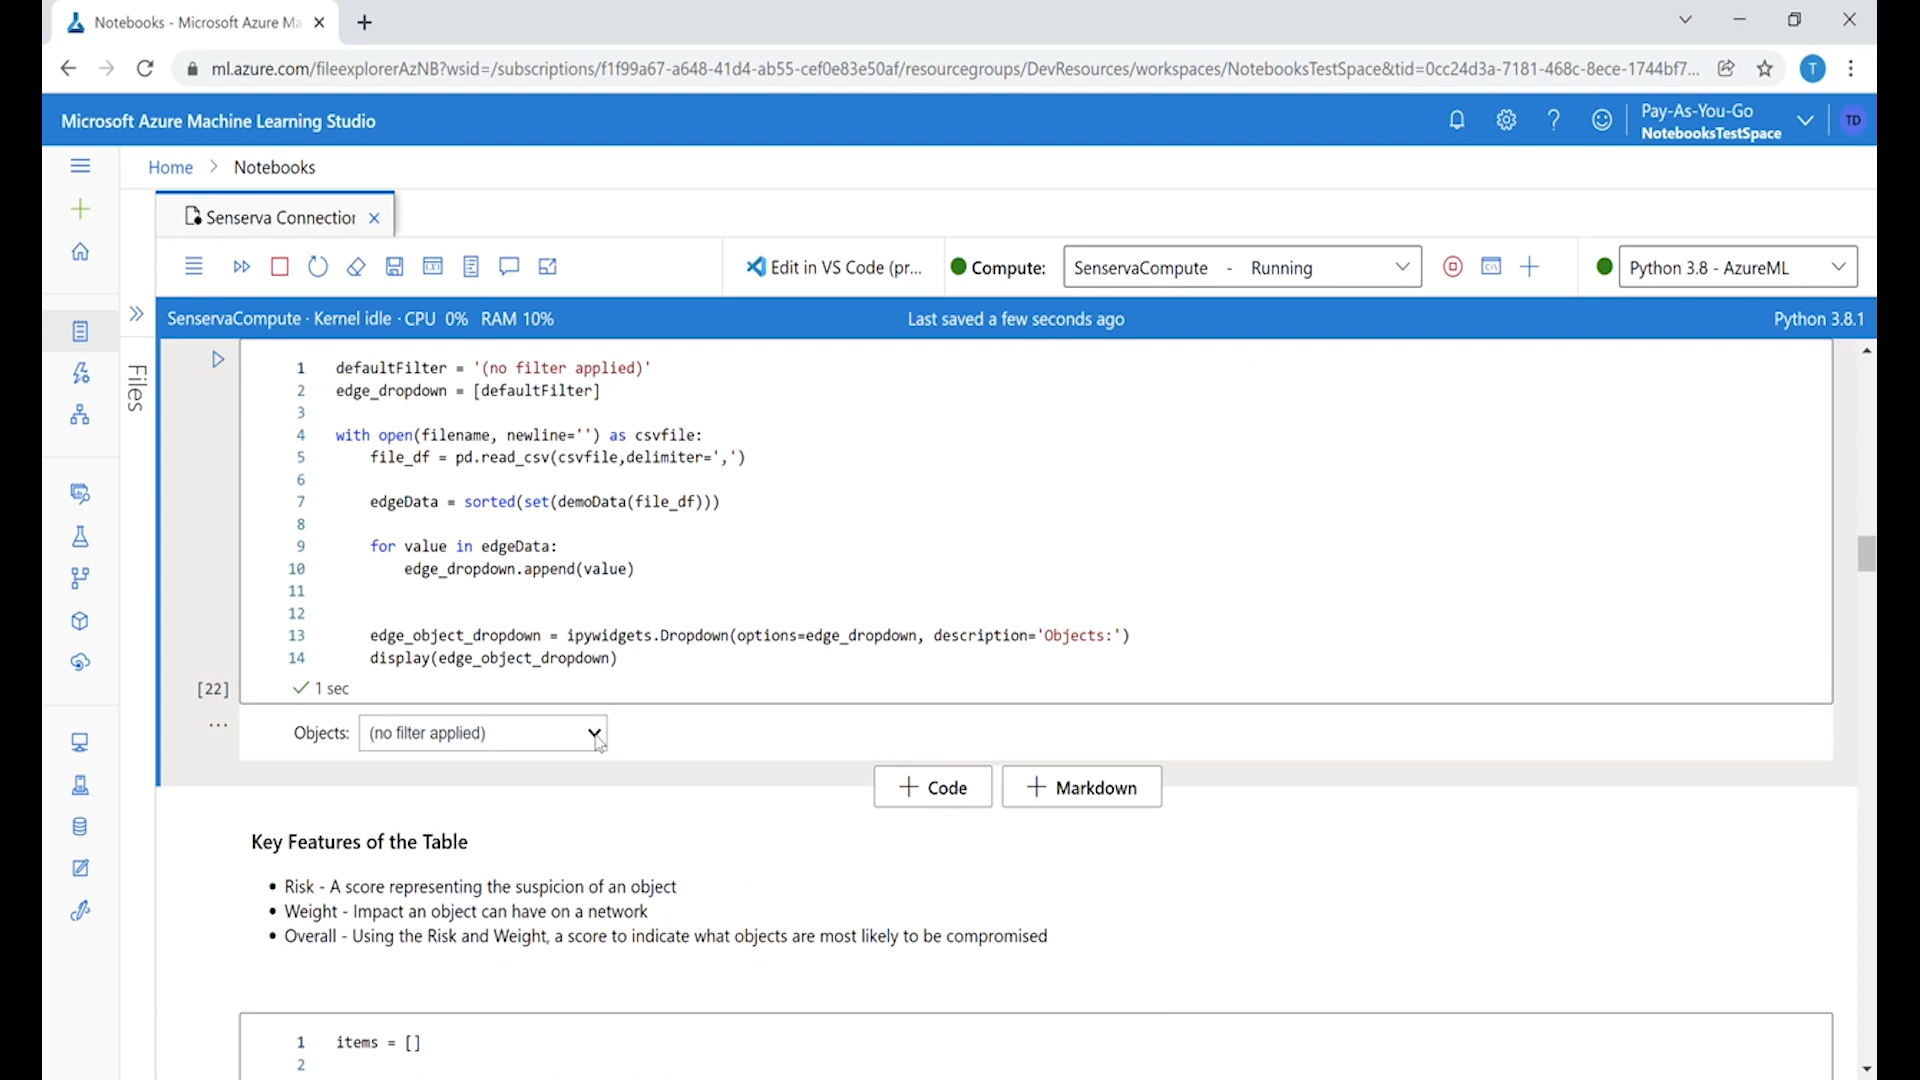 Notebooks - Microsoft Azure Ma
ml.azure.com/fileexplorerAzNB?wsid=/subscriptions/f1f99a67-a648-41d4-ab55-cef0e83e50af/resourcegroups/DevResources/workspaces/NotebooksTestSpace&tid=0cc24d3a-7181-468c-8ece-1744bf7...
T
Microsoft Azure Machine Learning Studio
Pay-As-You-Go
NotebooksTestSpace
TD
Home > Notebooks
Senserva Connection
Edit in VS Code (pr...
Compute:
SenservaCompute - Running
Python 3.8 - AzureML
SenservaCompute · Kernel idle · CPU 0% RAM 10%
Last saved a few seconds ago
Python 3.8.1
Files
1 defaultFilter = '(no filter applied)'
2 edge_dropdown = [defaultFilter]
3
4 with open(filename, newline='') as csvfile:
5 file_df = pd.read_csv(csvfile,delimiter=',')
6
7 edgeData = sorted(set(demoData(file_df)))
8
9 for value in edgeData:
10 edge_dropdown.append(value)
11
12
13 edge_object_dropdown = ipywidgets.Dropdown(options=edge_dropdown, description='Objects:')
14 display(edge_object_dropdown)
[22]
1 sec
...
Objects: (no filter applied)
+ Code
+ Markdown
Key Features of the Table
• Risk - A score representing the suspicion of an object
• Weight - Impact an object can have on a network
• Overall - Using the Risk and Weight, a score to indicate what objects are most likely to be compromised
1 items = []
2